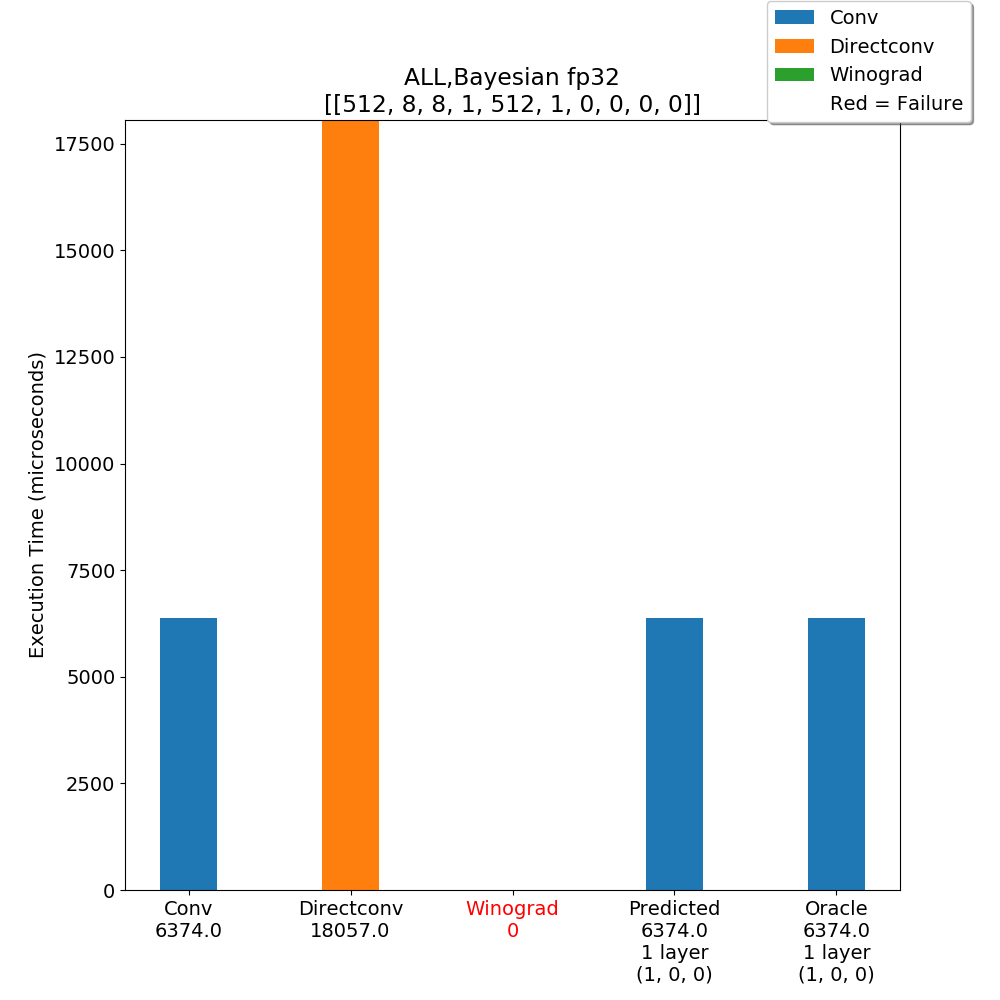 Conv
Directconv
Winograd
Red = Failure
ALL,Bayesian fp32
[[512, 8, 8, 1, 512, 1, 0, 0, 0, 0]]
Execution Time (microseconds)
17500
15000
12500
10000
7500
5000
2500
0
Conv
6374.0
Directconv
18057.0
Winograd
0
Predicted
6374.0
1 layer
(1, 0, 0)
Oracle
6374.0
1 layer
(1, 0, 0)